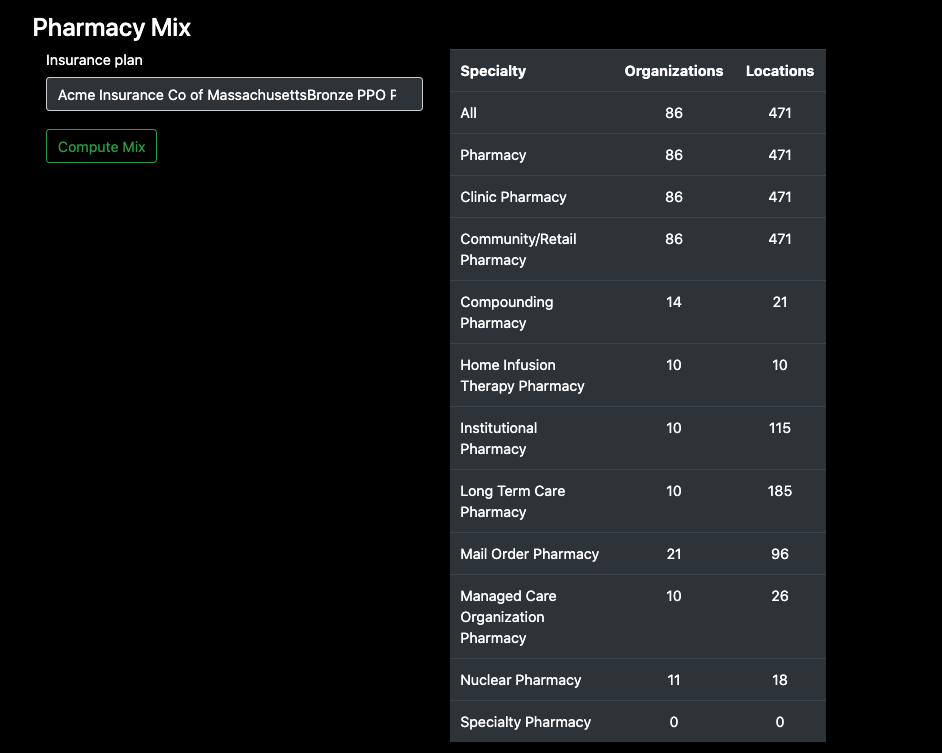 Pharmacy Mix
Insurance plan
Acme Insurance Co of MassachusettsBronze PPO P
Compute Mix
Specialty Organizations Locations
All 86 471
Pharmacy 86 471
Clinic Pharmacy 86 471
Community/Retail 86 471
Pharmacy
Compounding 14 21
Pharmacy
Home Infusion 10 10
Therapy Pharmacy
Institutional 10 115
Pharmacy
Long Term Care 10 185
Pharmacy
Mail Order Pharmacy 21 96
Managed Care 10 26
Organization
Pharmacy
Nuclear Pharmacy 11 18
Specialty Pharmacy 0 0